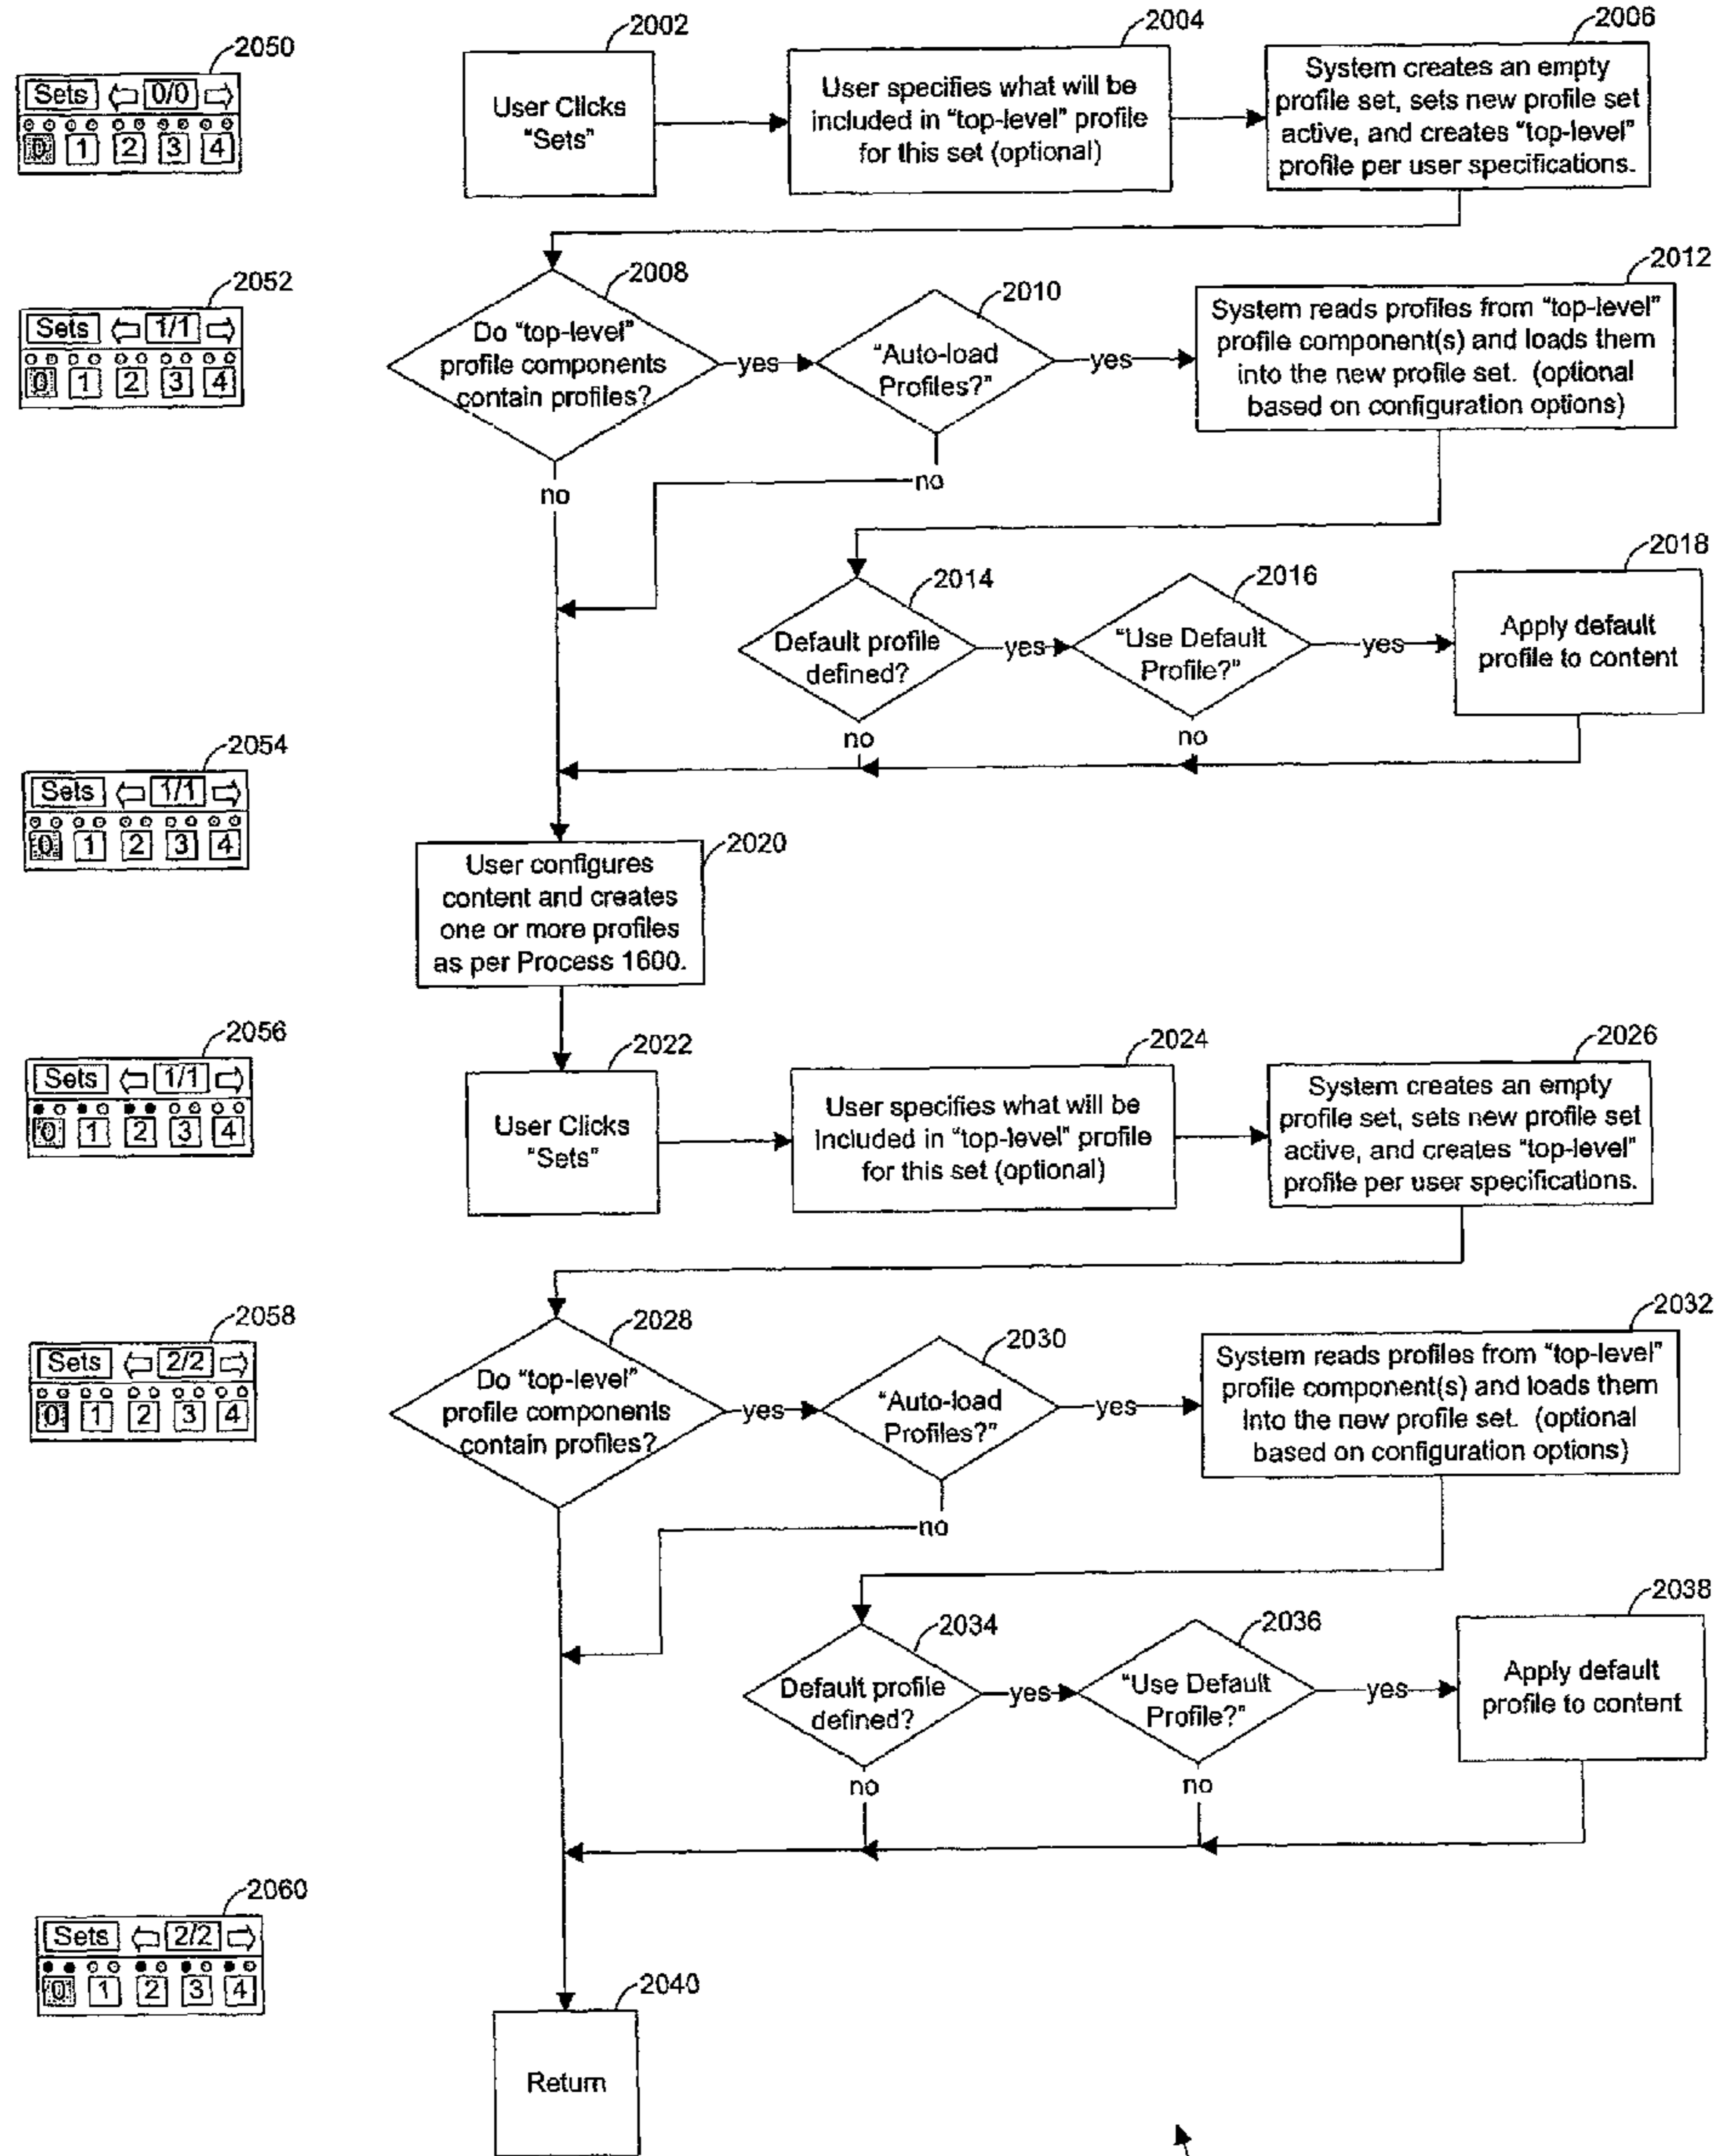 2050
Sets 0/0
0 1 2 3 4
2002
User Clicks
"Sets"
2004
User specifies what will be
included in "top-level" profile
for this set (optional)
2006
System creates an empty
profile set, sets new profile set
active, and creates "top-level"
profile per user specifications.
2052
Sets 1/1
0 1 2 3 4
2008
Do "top-level"
profile components
contain profiles?
yes
no
2010
"Auto-load
Profiles?"
yes
no
2012
System reads profiles from "top-level"
profile component(s) and loads them
into the new profile set. (optional
based on configuration options)
2014
Default profile
defined?
yes
no
2016
"Use Default
Profile?"
yes
no
2018
Apply default
profile to content
2054
Sets 1/1
0 1 2 3 4
2020
User configures
content and creates
one or more profiles
as per Process 1600.
2056
Sets 1/1
0 1 2 3 4
2022
User Clicks
"Sets"
2024
User specifies what will be
included in "top-level" profile
for this set (optional)
2026
System creates an empty
profile set, sets new profile set
active, and creates "top-level"
profile per user specifications.
2058
Sets 2/2
0 1 2 3 4
2028
Do "top-level"
profile components
contain profiles?
yes
2030
"Auto-load
Profiles?"
yes
no
2032
System reads profiles from "top-level"
profile component(s) and loads them
into the new profile set. (optional
based on configuration options)
2034
Default profile
defined?
yes
no
2036
"Use Default
Profile?"
yes
no
2038
Apply default
profile to content
2060
Sets 2/2
0 1 2 3 4
2040
Return